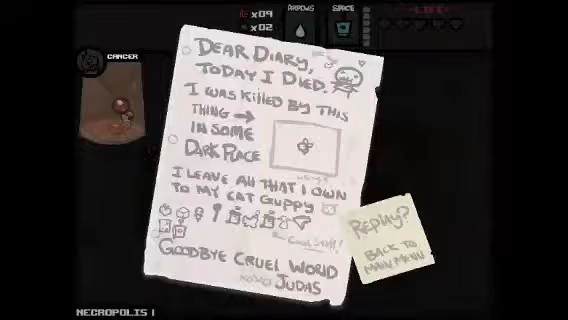 x09
x02
ARROWS
SPACE
CANCER
DEAR DIARY,
TODAY I DIED.
I WAS KILLED BY THIS
THING →
IN SOME
DARK PLACE
I LEAVE ALL THAT I OWN
TO MY CAT GUPPY
COOL STUFF!
GOODBYE CRUEL WORLD
XOXO JUDAS
REPLAY?
BACK TO
MAIN MENU
NECROPOLIS I